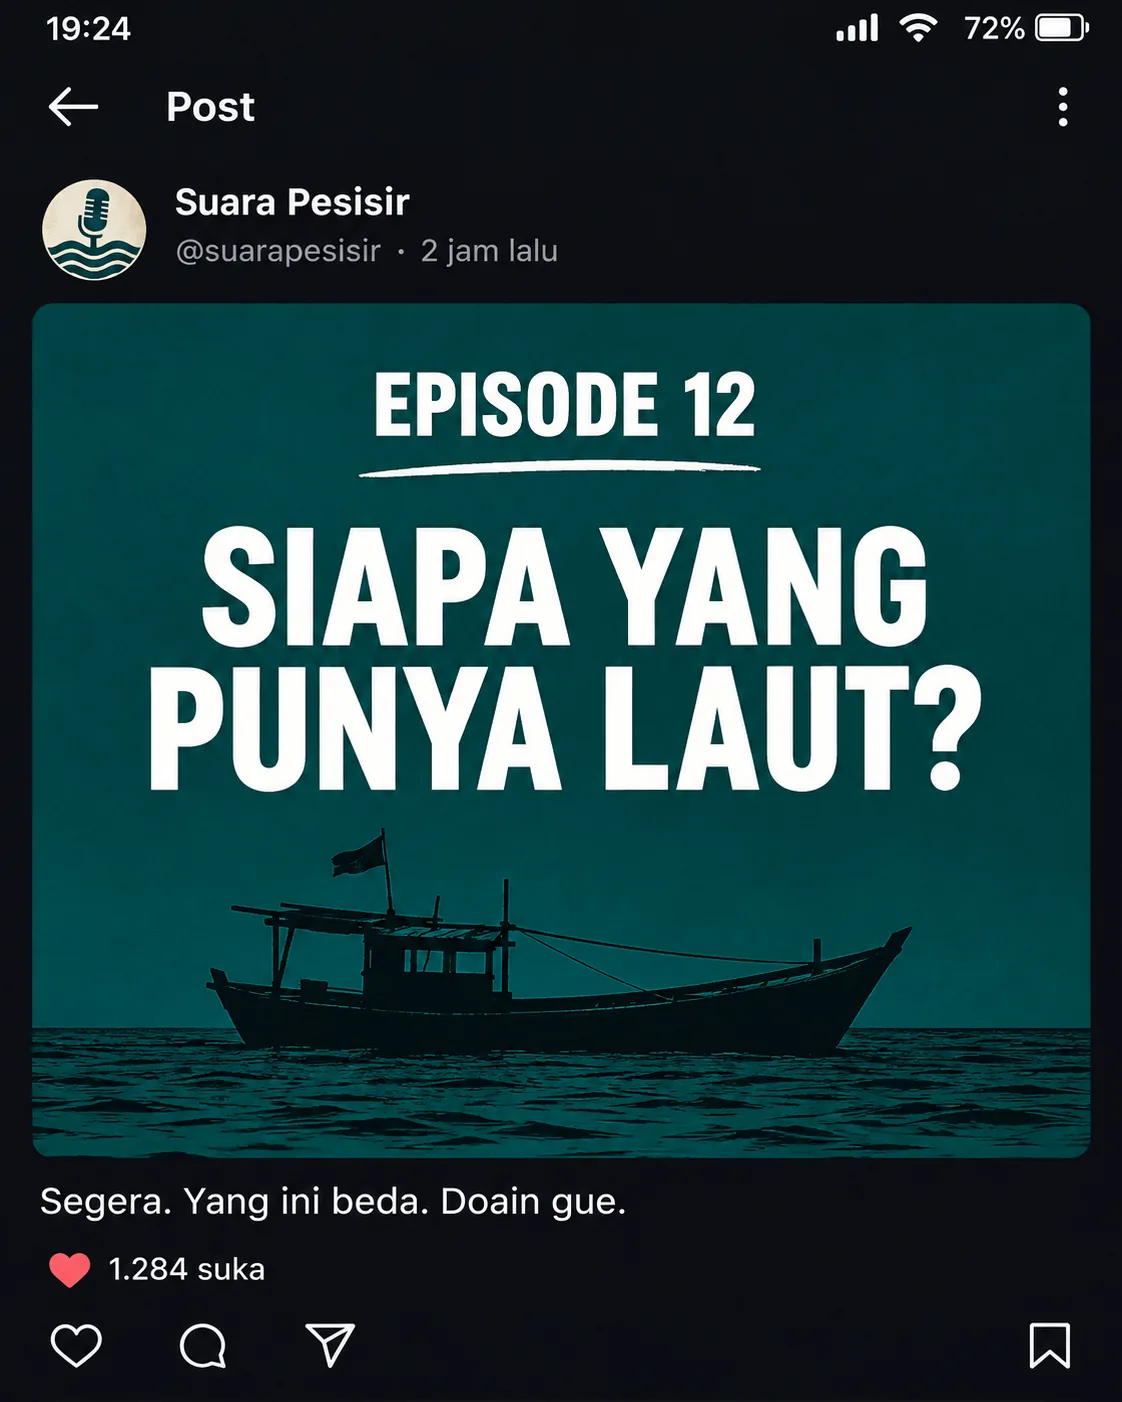 19:24
72%
Post
Suara Pesisir
@suarapesisir · 2 jam lalu
EPISODE 12
SIAPA YANG
PUNYA LAUT?
Segera. Yang ini beda. Doain gue.
1.284 suka